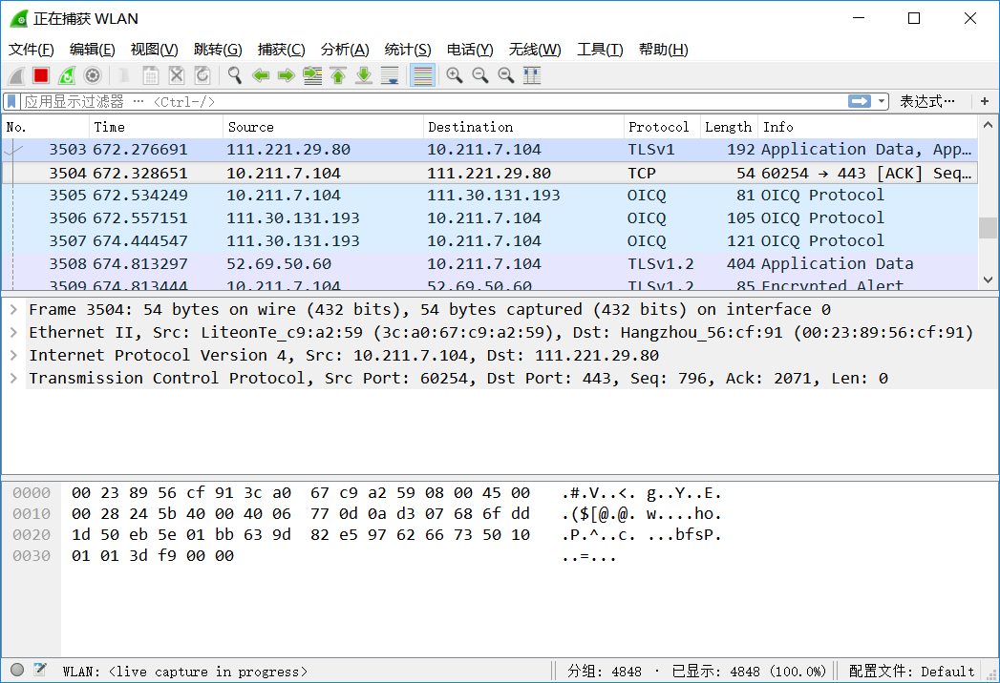 正在捕获 WLAN
文件(F) 编辑(E) 视图(V) 跳转(G) 捕获(C) 分析(A) 统计(S) 电话(Y) 无线(W) 工具(T) 帮助(H)
应用显示过滤器 … <Ctrl-/> 表达式… +
No. Time Source Destination Protocol Length Info
3503 672.276691 111.221.29.80 10.211.7.104 TLSv1 192 Application Data, App…
3504 672.328651 10.211.7.104 111.221.29.80 TCP 54 60254 → 443 [ACK] Seq…
3505 672.534249 10.211.7.104 111.30.131.193 OICQ 81 OICQ Protocol
3506 672.557151 111.30.131.193 10.211.7.104 OICQ 105 OICQ Protocol
3507 674.444547 111.30.131.193 10.211.7.104 OICQ 121 OICQ Protocol
3508 674.813297 52.69.50.60 10.211.7.104 TLSv1.2 404 Application Data
3509 674.813444 10.211.7.104 52.69.50.60 TLSv1.2 85 Encrypted Alert
Frame 3504: 54 bytes on wire (432 bits), 54 bytes captured (432 bits) on interface 0
Ethernet II, Src: LiteonTe_c9:a2:59 (3c:a0:67:c9:a2:59), Dst: Hangzhou_56:cf:91 (00:23:89:56:cf:91)
Internet Protocol Version 4, Src: 10.211.7.104, Dst: 111.221.29.80
Transmission Control Protocol, Src Port: 60254, Dst Port: 443, Seq: 796, Ack: 2071, Len: 0
0000 00 23 89 56 cf 91 3c a0 67 c9 a2 59 08 00 45 00 .#.V..<. g..Y..E.
0010 00 28 24 5b 40 00 40 06 77 0d 0a d3 07 68 6f dd .($[@.@. w....ho.
0020 1d 50 eb 5e 01 bb 63 9d 82 e5 97 62 66 73 50 10 .P.^..c. ...bfsP.
0030 01 01 3d f9 00 00 ..=...
WLAN: <live capture in progress> 分组: 4848 · 已显示: 4848 (100.0%) 配置文件: Default